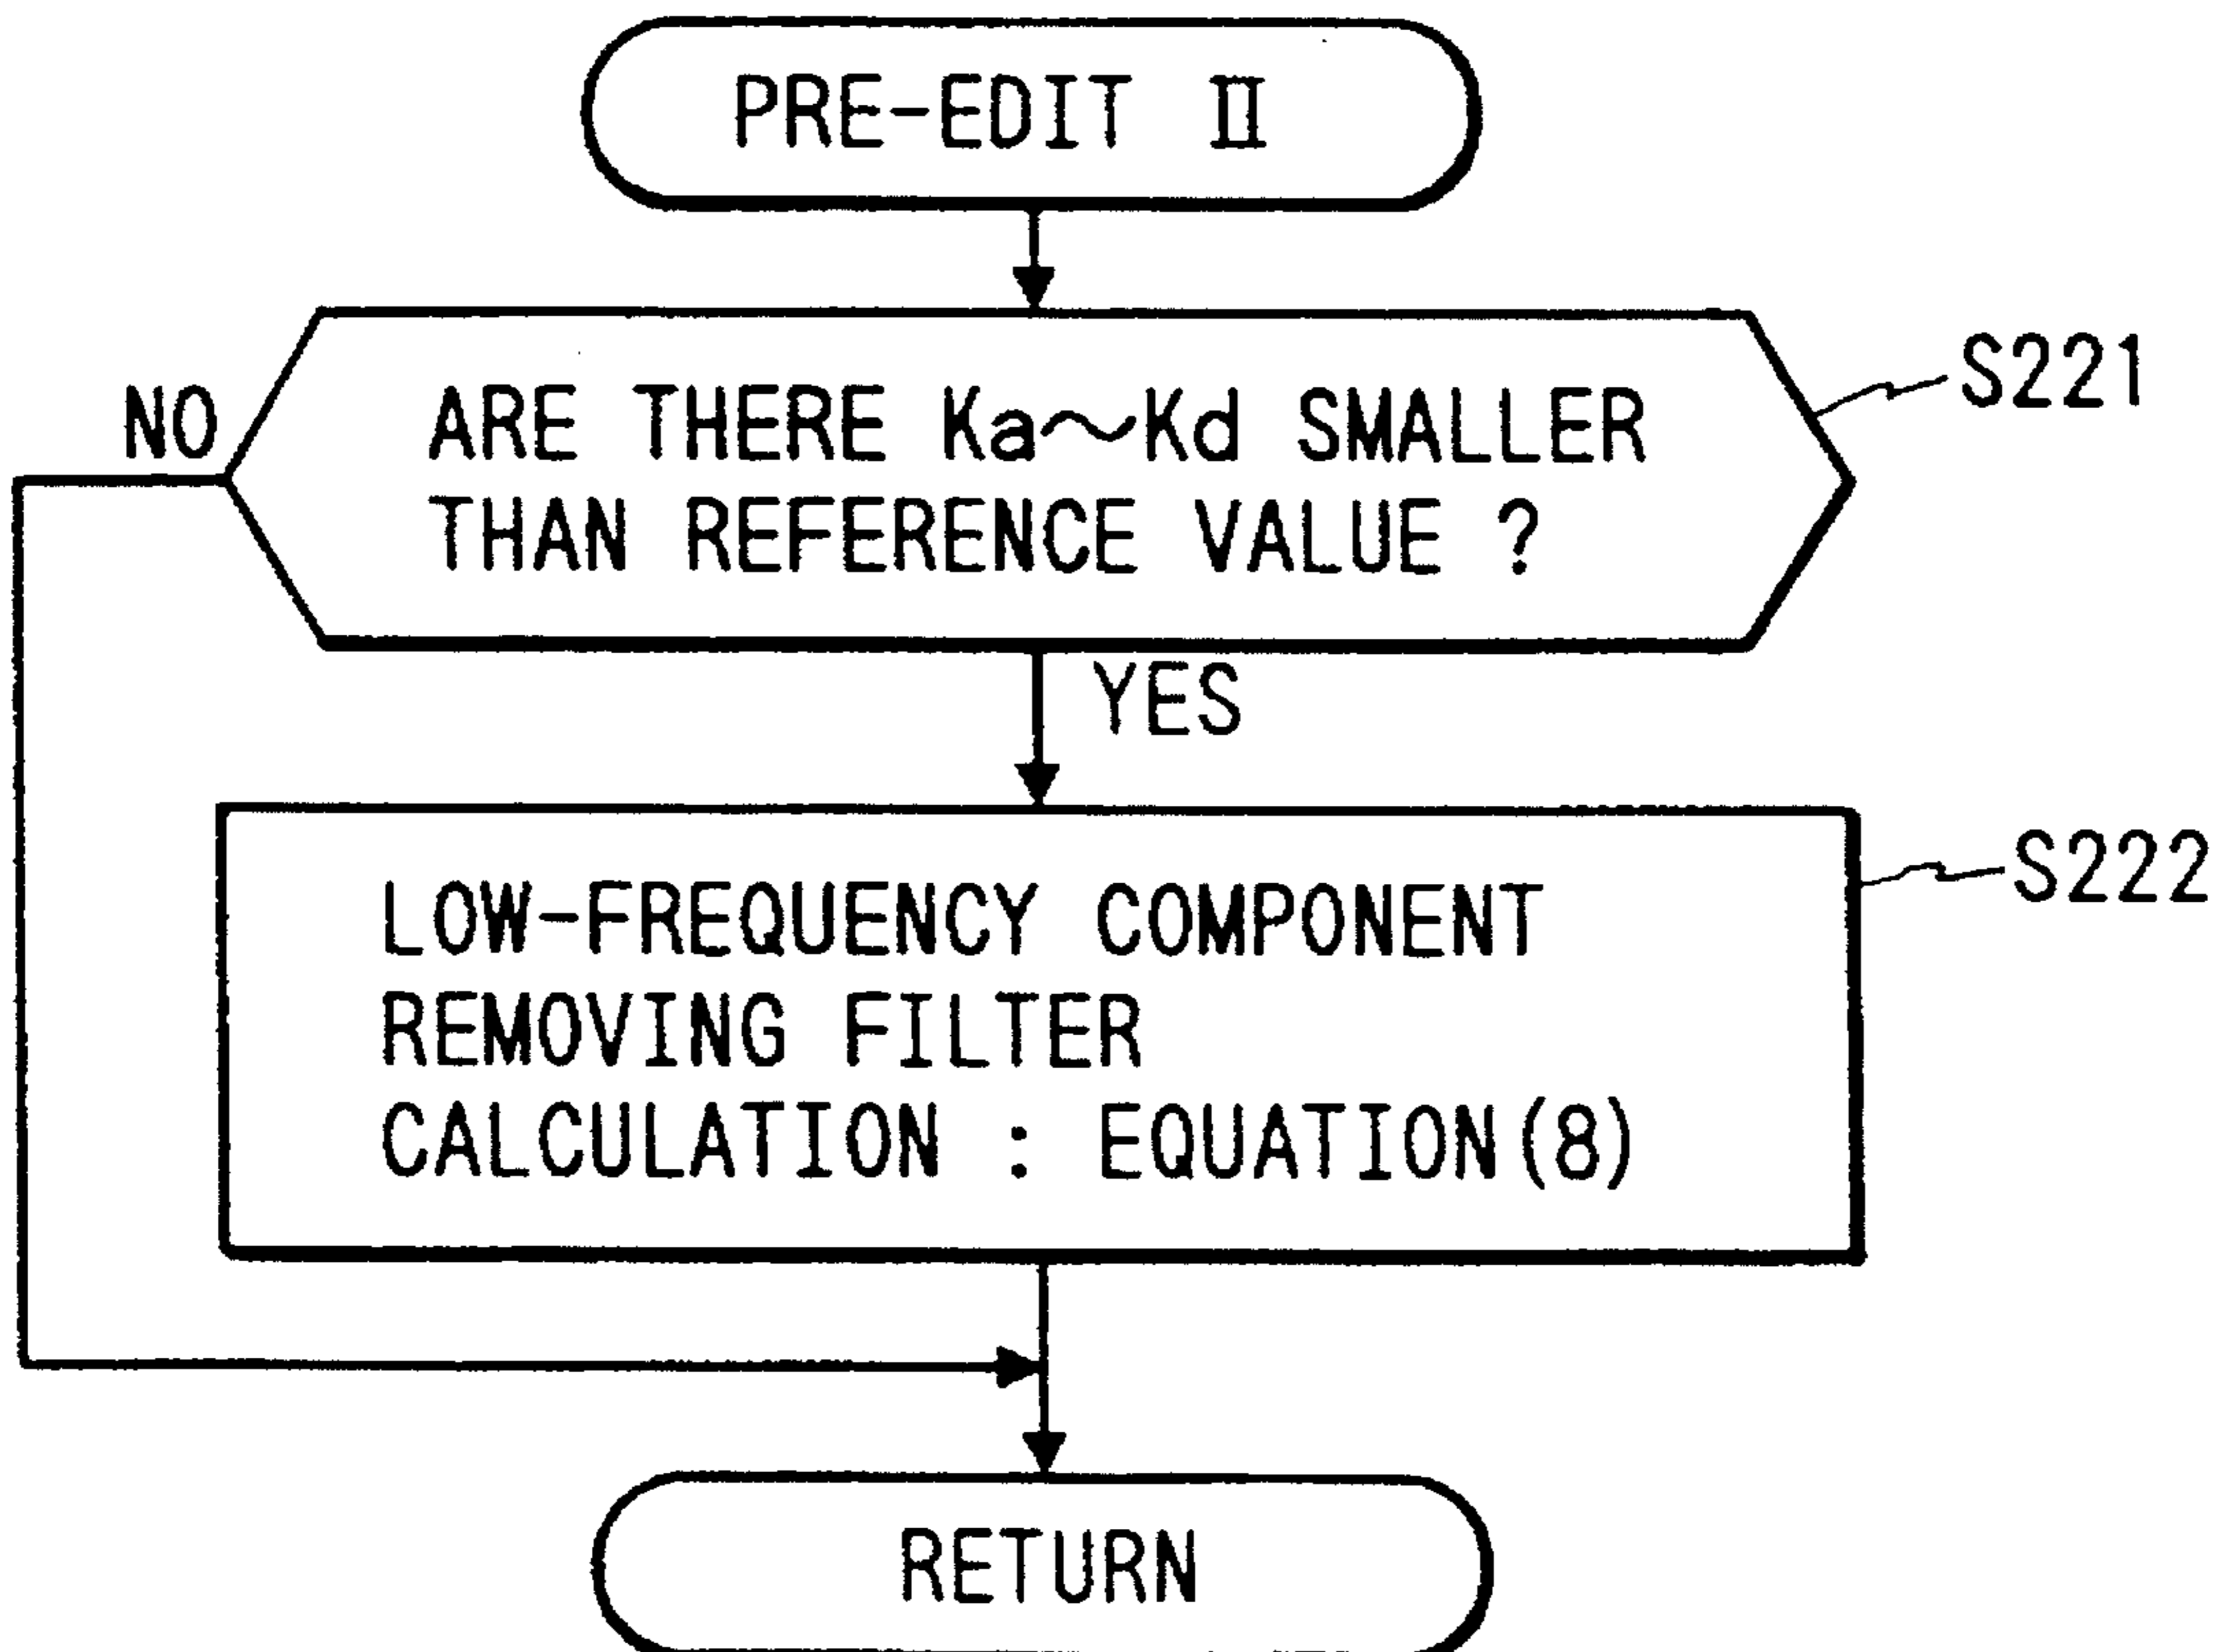 PRE-EDIT II
ARE THERE Ka~Kd SMALLER
THAN REFERENCE VALUE ?
S221
NO
YES
LOW-FREQUENCY COMPONENT
REMOVING FILTER
CALCULATION : EQUATION(8)
S222
RETURN